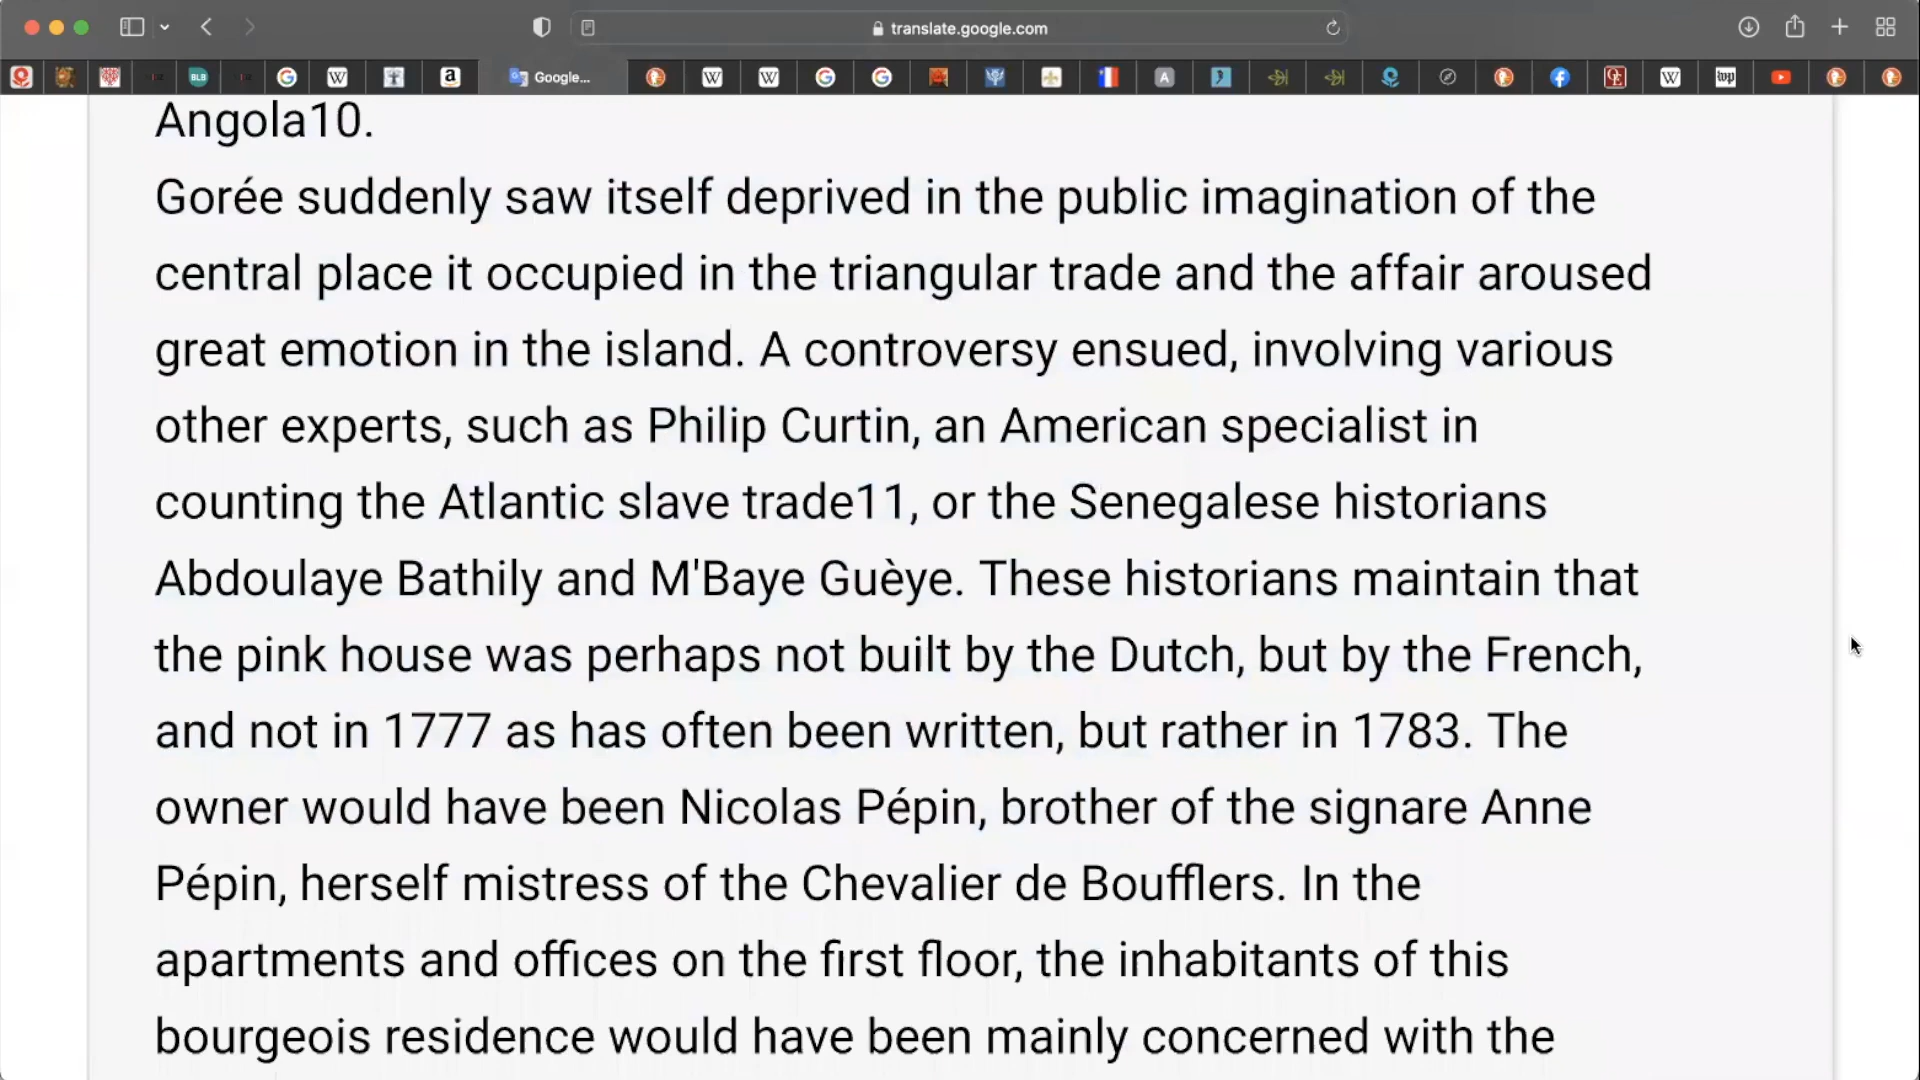 translate.google.com
BLB
G
W
a
Google...
W
W
G
G
A
W
wp
Angola10.
Gorée suddenly saw itself deprived in the public imagination of the
central place it occupied in the triangular trade and the affair aroused
great emotion in the island. A controversy ensued, involving various
other experts, such as Philip Curtin, an American specialist in
counting the Atlantic slave trade11, or the Senegalese historians
Abdoulaye Bathily and M'Baye Guèye. These historians maintain that
the pink house was perhaps not built by the Dutch, but by the French,
and not in 1777 as has often been written, but rather in 1783. The
owner would have been Nicolas Pépin, brother of the signare Anne
Pépin, herself mistress of the Chevalier de Boufflers. In the
apartments and offices on the first floor, the inhabitants of this
bourgeois residence would have been mainly concerned with the